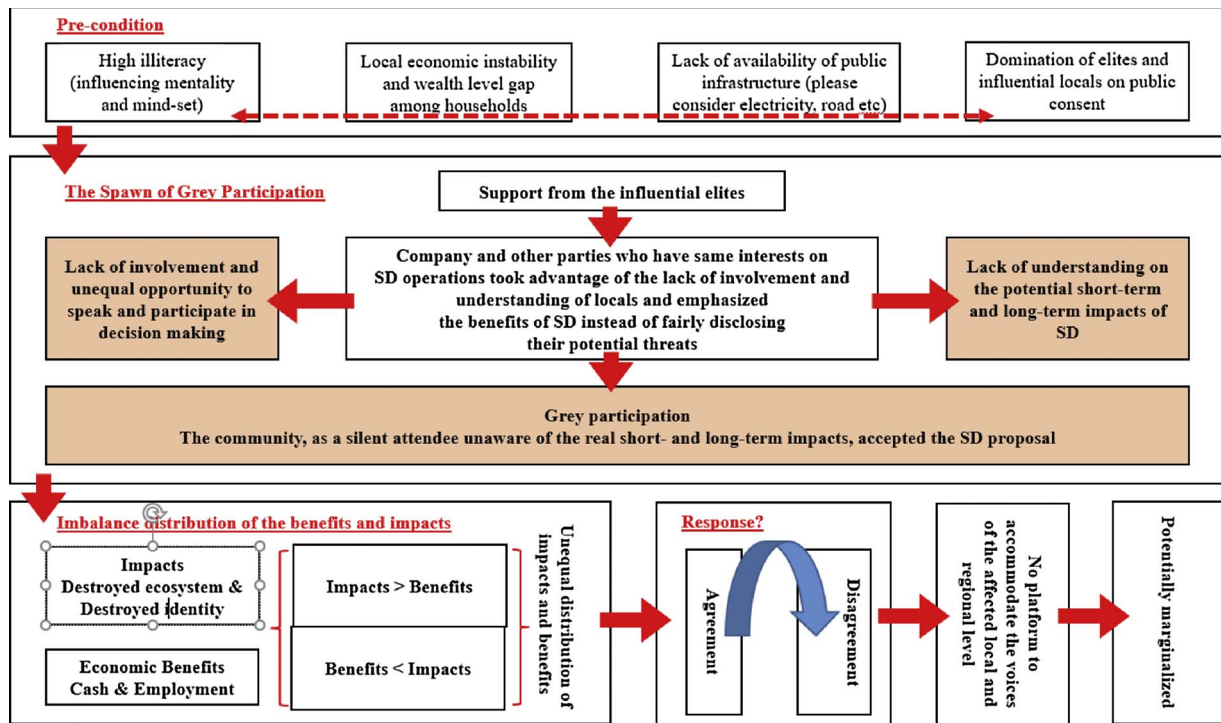 Pre-condition
High illiteracy
(influencing mentality
and mind-set)
Local economic instability
and wealth level gap
among households
Lack of availability of public
infrastructure (please
consider electricity, road etc)
Domination of elites and
influential locals on public
consent
The Spawn of Grey Participation
Support from the influential elites
Lack of involvement and
unequal opportunity to
speak and participate in
decision making
Company and other parties who have same interests on
SD operations took advantage of the lack of involvement and
understanding of locals and emphasized
the benefits of SD instead of fairly disclosing
their potential threats
Lack of understanding on
the potential short-term
and long-term impacts of
SD
Grey participation
The community, as a silent attendee unaware of the real short- and long-term impacts, accepted the SD proposal
Imbalance distribution of the benefits and impacts
Impacts
Destroyed ecosystem &
Destroyed identity
Economic Benefits
Cash & Employment
Impacts > Benefits
Benefits < Impacts
Unequal distribution of
impacts and benefits
Response?
Agreement
Disagreement
No platform to
accommodate the voices
of the affected local and
regional level
Potentially marginalized